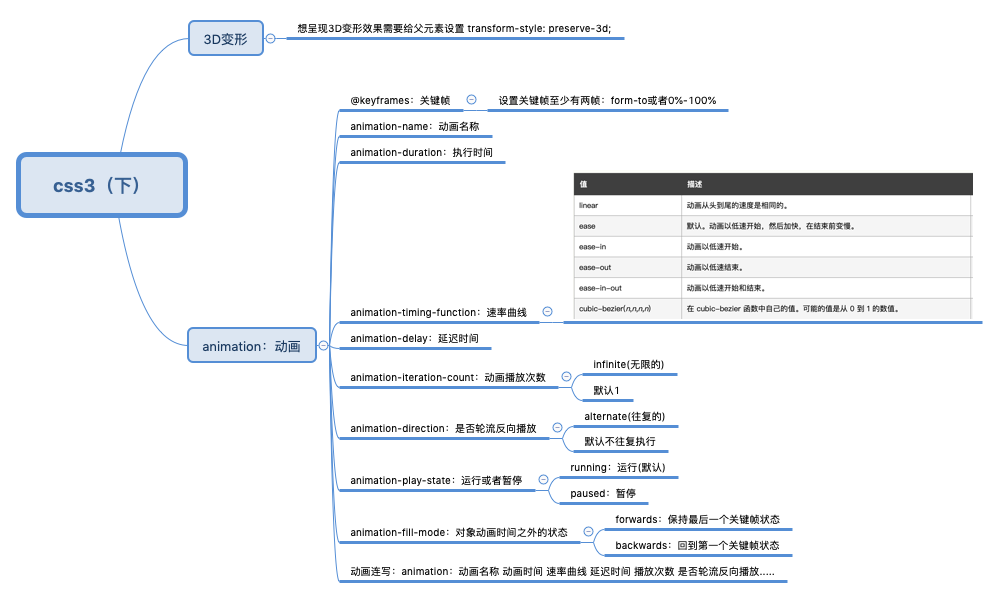 css3（下）
3D变形
想呈现3D变形效果需要给父元素设置 transform-style: preserve-3d;
animation：动画
@keyframes：关键帧
设置关键帧至少有两帧：form-to或者0%-100%
animation-name：动画名称
animation-duration：执行时间
animation-timing-function：速率曲线
值 描述
linear 动画从头到尾的速度是相同的。
ease 默认。动画以低速开始，然后加快，在结束前变慢。
ease-in 动画以低速开始。
ease-out 动画以低速结束。
ease-in-out 动画以低速开始和结束。
cubic-bezier(n,n,n,n) 在 cubic-bezier 函数中自己的值。可能的值是从 0 到 1 的数值。
animation-delay：延迟时间
animation-iteration-count：动画播放次数
infinite(无限的)
默认1
animation-direction：是否轮流反向播放
alternate(往复的)
默认不往复执行
animation-play-state：运行或者暂停
running：运行(默认)
paused：暂停
animation-fill-mode：对象动画时间之外的状态
forwards：保持最后一个关键帧状态
backwards：回到第一个关键帧状态
动画连写：animation：动画名称 动画时间 速率曲线 延迟时间 播放次数 是否轮流反向播放.....